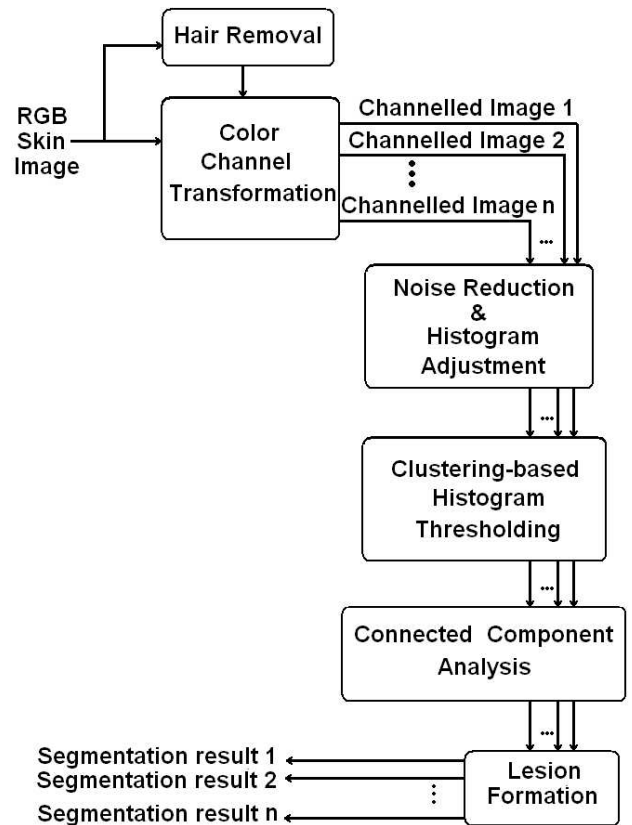 Hair Removal
RGB
Skin
Image
Color
Channel
Transformation
Channelled Image 1
Channelled Image 2
Channelled Image n
...
Noise Reduction
&
Histogram
Adjustment
...
Clustering-based
Histogram
Thresholding
...
Connected Component
Analysis
...
Lesion
Formation
Segmentation result 1
Segmentation result 2
Segmentation result n